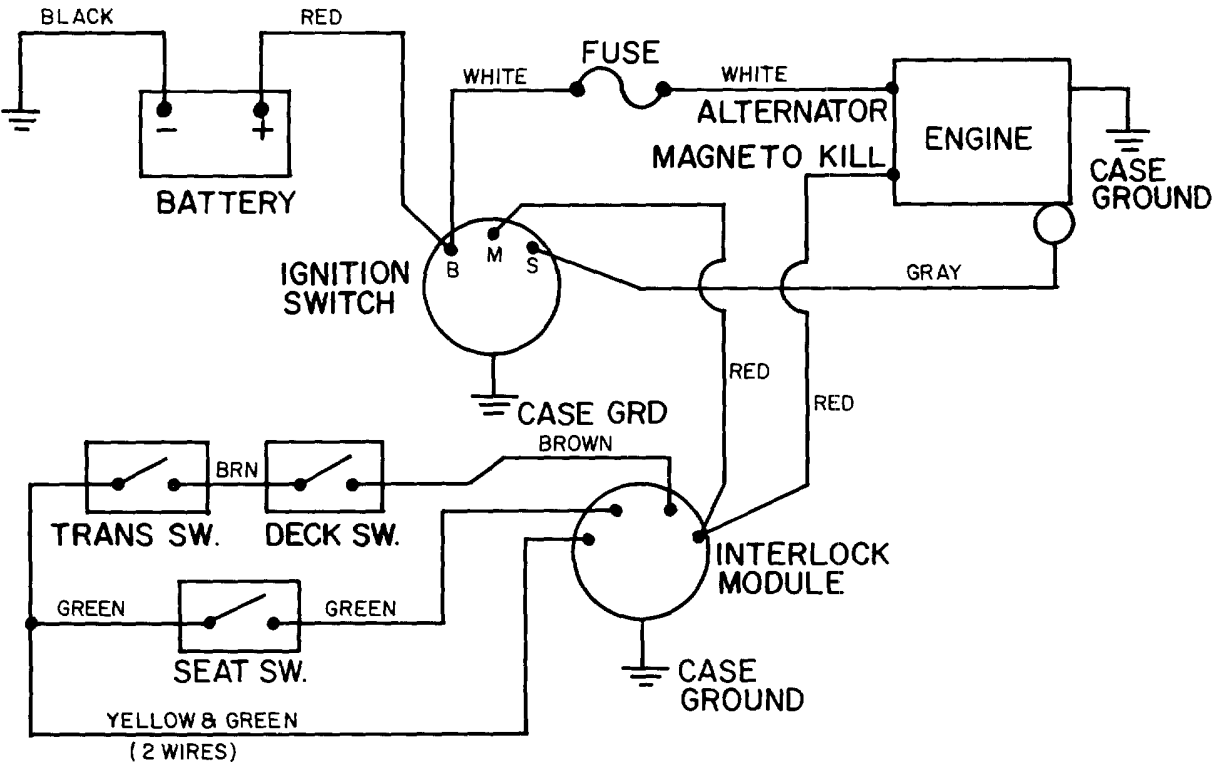 BLACK
RED
FUSE
WHITE
WHITE
ALTERNATOR
ENGINE
MAGNETO KILL
CASE
GROUND
−
+
BATTERY
B
M
S
IGNITION
SWITCH
GRAY
RED
RED
CASE GRD
BROWN
BRN
TRANS SW.
DECK SW.
INTERLOCK
MODULE
GREEN
GREEN
SEAT SW.
CASE
GROUND
YELLOW & GREEN
(2 WIRES)